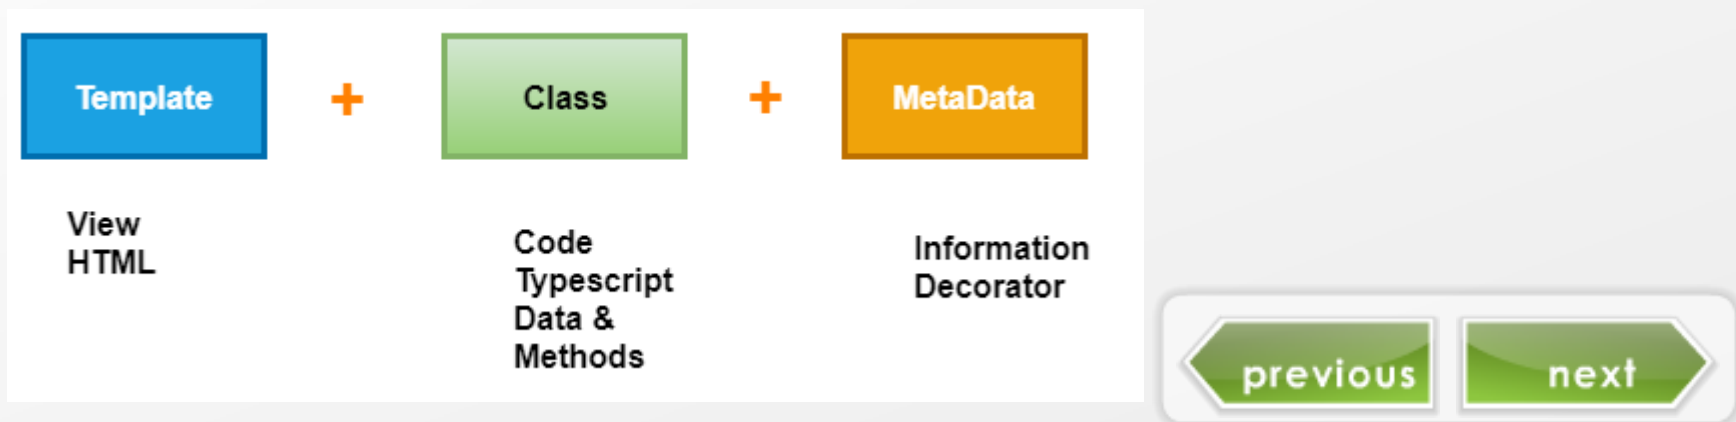 Template + Class + MetaData
View
HTML
Code
Typescript
Data &
Methods
Information
Decorator
previous
next